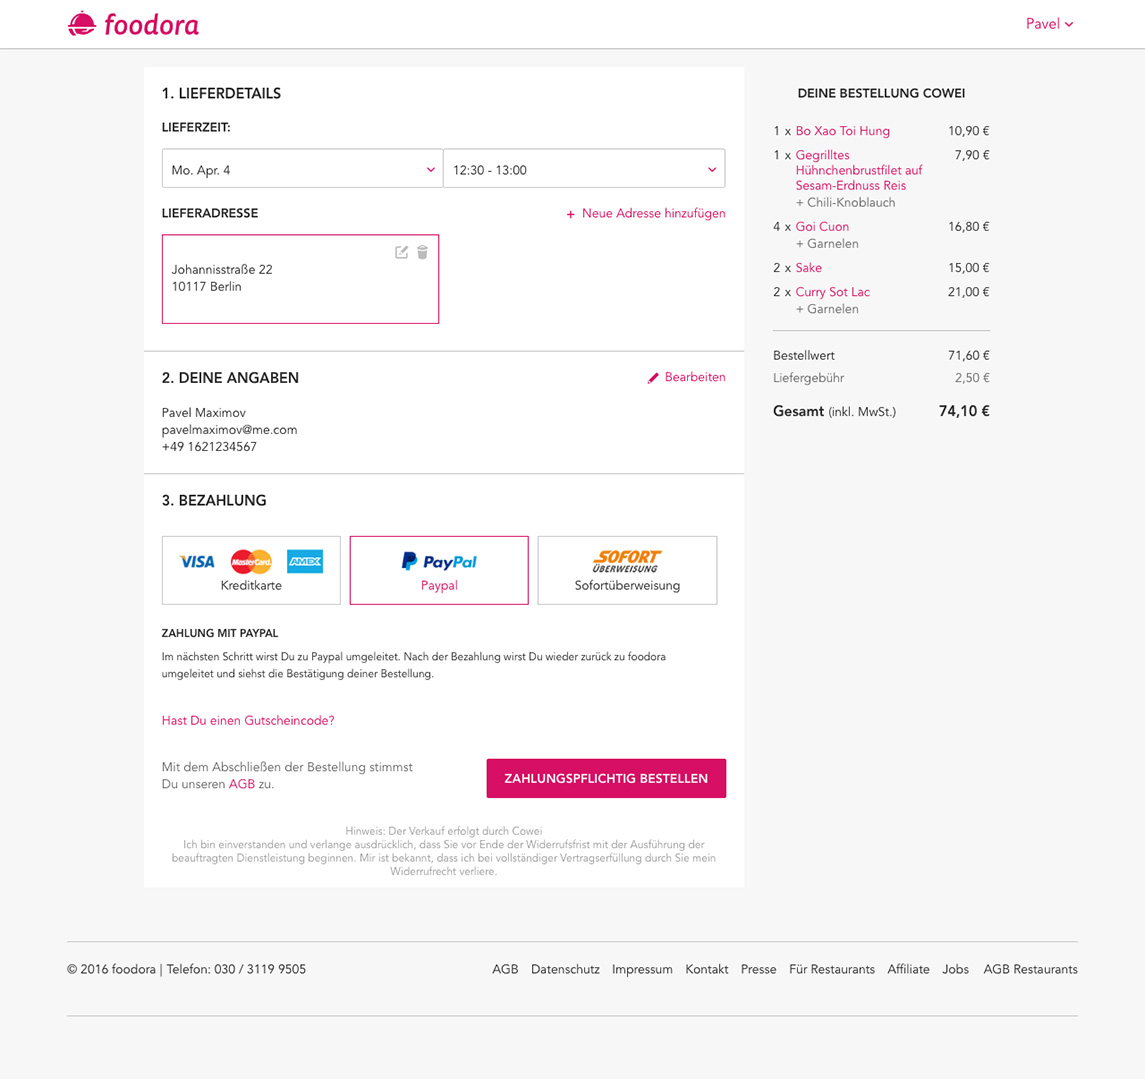 foodora
Pavel
1. LIEFERDETAILS
LIEFERZEIT:
Mo. Apr. 4
12:30 - 13:00
LIEFERADRESSE
+ Neue Adresse hinzufügen
Johannisstraße 22
10117 Berlin
2. DEINE ANGABEN
Bearbeiten
Pavel Maximov
pavelmaximov@me.com
+49 1621234567
3. BEZAHLUNG
VISA MasterCard AMEX
Kreditkarte
PayPal
Paypal
SOFORT
ÜBERWEISUNG
Sofortüberweisung
ZAHLUNG MIT PAYPAL
Im nächsten Schritt wirst Du zu Paypal umgeleitet. Nach der Bezahlung wirst Du wieder zurück zu foodora
umgeleitet und siehst die Bestätigung deiner Bestellung.
Hast Du einen Gutscheincode?
Mit dem Abschließen der Bestellung stimmst
Du unseren AGB zu.
ZAHLUNGSPFLICHTIG BESTELLEN
Hinweis: Der Verkauf erfolgt durch Cowei
Ich bin einverstanden und verlange ausdrücklich, dass Sie vor Ende der Widerrufsfrist mit der Ausführung der
beauftragten Dienstleistung beginnen. Mir ist bekannt, dass ich bei vollständiger Vertragserfüllung durch Sie mein
Widerrufrecht verliere.
DEINE BESTELLUNG COWEI
1 x Bo Xao Toi Hung 10,90 €
1 x Gegrilltes 7,90 €
Hühnchenbrustfilet auf
Sesam-Erdnuss Reis
+ Chili-Knoblauch
4 x Goi Cuon 16,80 €
+ Garnelen
2 x Sake 15,00 €
2 x Curry Sot Lac 21,00 €
+ Garnelen
Bestellwert 71,60 €
Liefergebühr 2,50 €
Gesamt (inkl. MwSt.) 74,10 €
© 2016 foodora | Telefon: 030 / 3119 9505
AGB Datenschutz Impressum Kontakt Presse Für Restaurants Affiliate Jobs AGB Restaurants